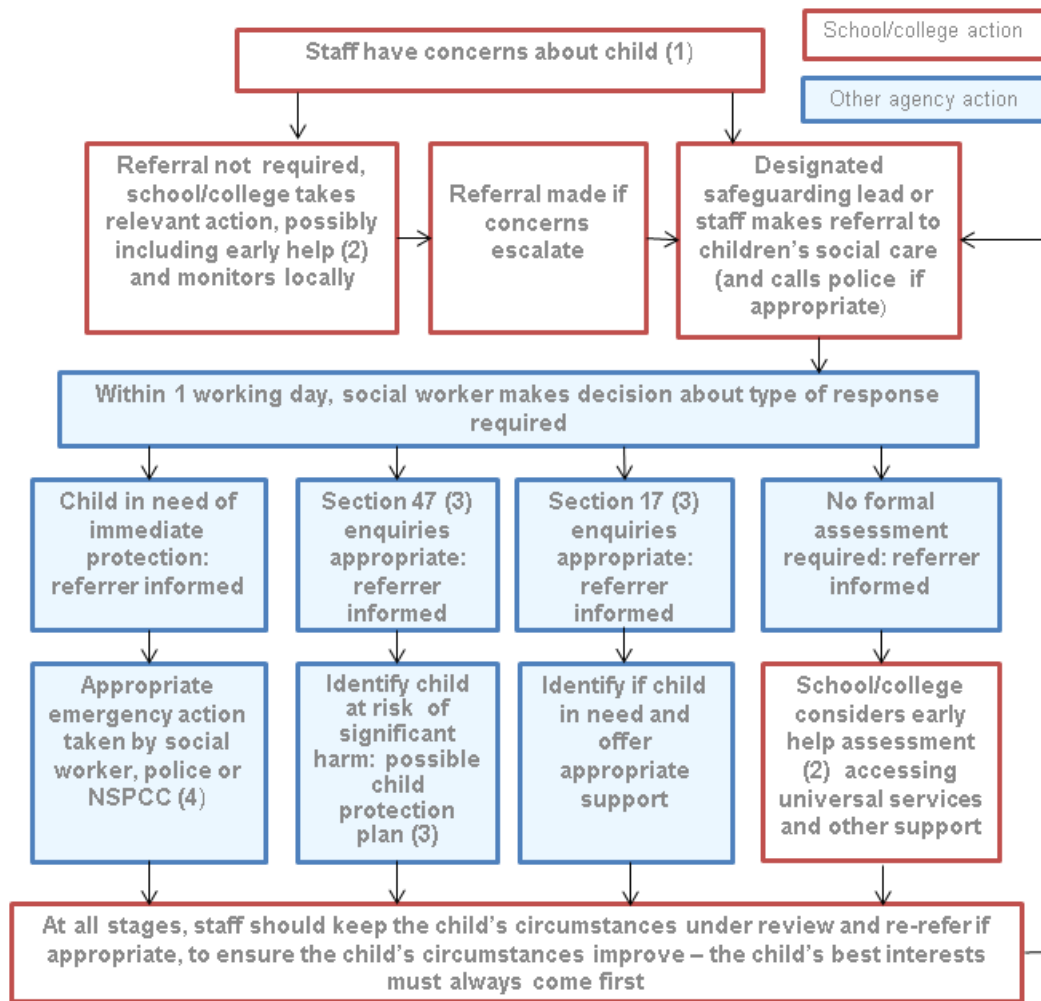 School/college action
Staff have concerns about child (1)
Other agency action
Referral not required,
school/college takes
relevant action, possibly
including early help (2)
and monitors locally
Referral made if
concerns
escalate
Designated
safeguarding lead or
staff makes referral to
children's social care
(and calls police if
appropriate)
Within 1 working day, social worker makes decision about type of response
required
Child in need of
immediate
protection:
referrer informed
Section 47 (3)
enquiries
appropriate:
referrer
informed
Section 17 (3)
enquiries
appropriate:
referrer
informed
No formal
assessment
required: referrer
informed
Appropriate
emergency action
taken by social
worker, police or
NSPCC (4)
Identify child
at risk of
significant
harm: possible
child
protection
plan (3)
Identify if child
in need and
offer
appropriate
support
School/college
considers early
help assessment
(2) accessing
universal services
and other support
At all stages, staff should keep the child's circumstances under review and re-refer if
appropriate, to ensure the child's circumstances improve – the child's best interests
must always come first